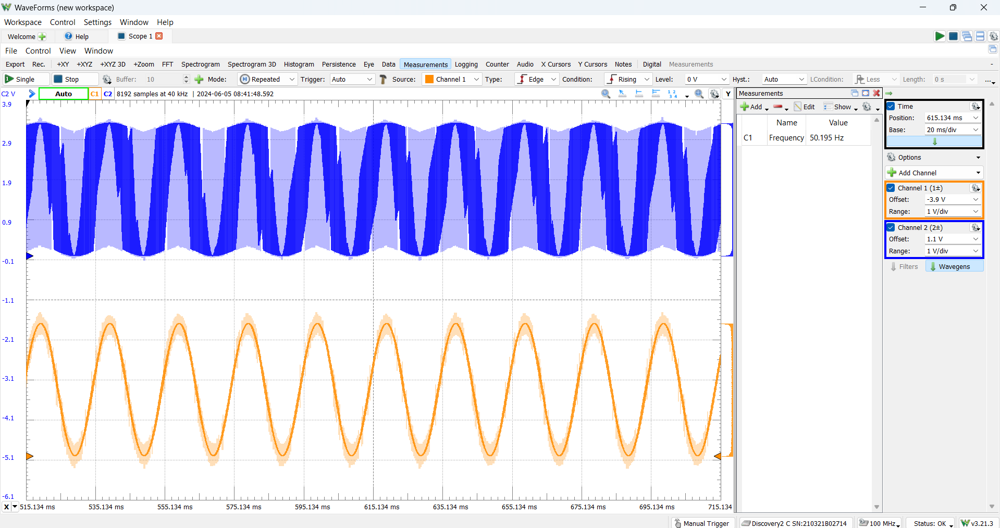 WaveForms (new workspace)
Workspace Control Settings Window Help
Welcome Help Scope 1
File Control View Window
Export Rec. +XY +XYZ +XYZ 3D +Zoom FFT Spectrogram Spectrogram 3D Histogram Persistence Eye Data Measurements Logging Counter Audio X Cursors Y Cursors Notes Digital Measurements -
Single Stop Buffer: 10 Mode: Repeated Trigger: Auto Source: Channel 1 Type: Edge Condition: Rising Level: 0 V Hyst.: Auto LCondition: Less Length: 0 s ...
C2 V Auto C1 C2 8192 samples at 40 kHz | 2024-06-05 08:41:48.592 1 2 3 4 Y
3.9
2.9
1.9
0.9
-0.1
-1.1
-2.1
-3.1
-4.1
-5.1
-6.1
X 515.134 ms 535.134 ms 555.134 ms 575.134 ms 595.134 ms 615.134 ms 635.134 ms 655.134 ms 675.134 ms 695.134 ms 715.134
Measurements
Add Edit Show
Name Value
C1 Frequency 50.195 Hz
Time
Position: 615.134 ms
Base: 20 ms/div
Options
Add Channel
Channel 1 (1±)
Offset: -3.9 V
Range: 1 V/div
Channel 2 (2±)
Offset: 1.1 V
Range: 1 V/div
Filters Wavegens
Manual Trigger Discovery2 C SN:210321B02714 100 MHz Status: OK v3.21.3